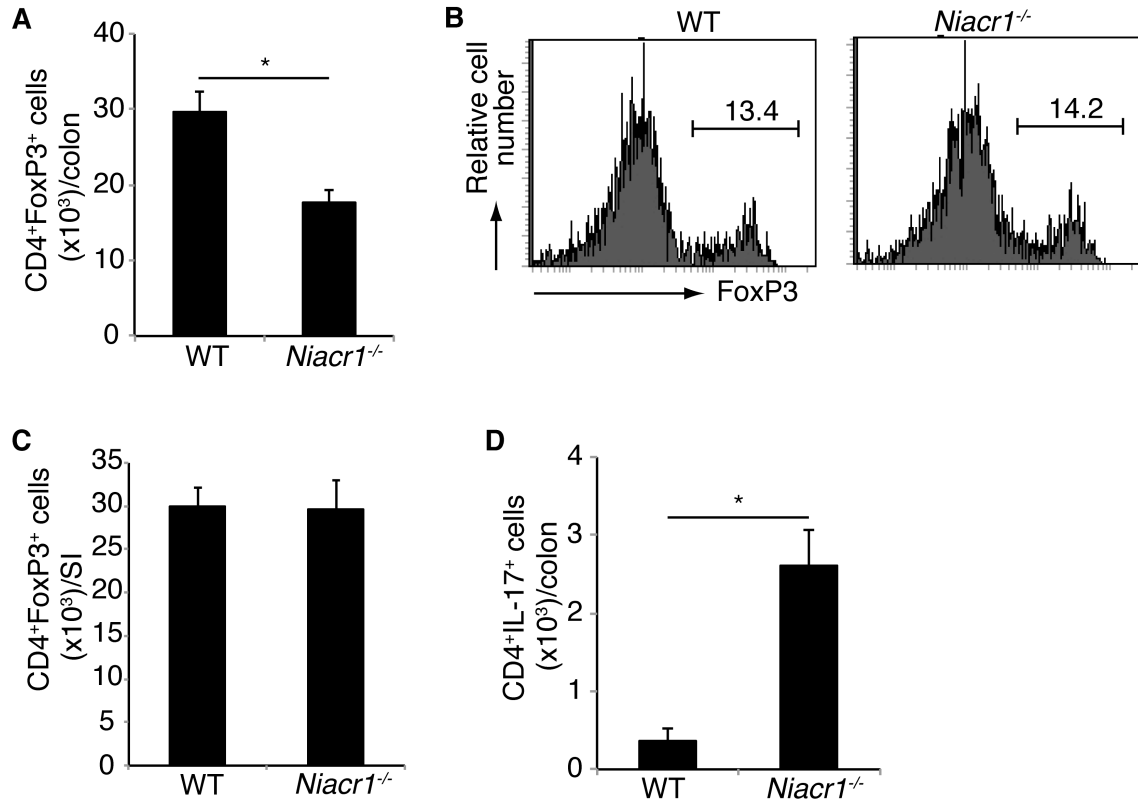 A
CD4⁺FoxP3⁺ cells
(x10³)/colon
40
30
20
10
0
*
WT
Niacr1⁻/⁻
B
WT
Niacr1⁻/⁻
Relative cell
number
13.4
14.2
FoxP3
C
CD4⁺FoxP3⁺ cells
(x10³)/SI
35
30
25
20
15
10
5
0
WT
Niacr1⁻/⁻
D
CD4⁺IL-17⁺ cells
(x10³)/colon
4
3
2
1
0
*
WT
Niacr1⁻/⁻